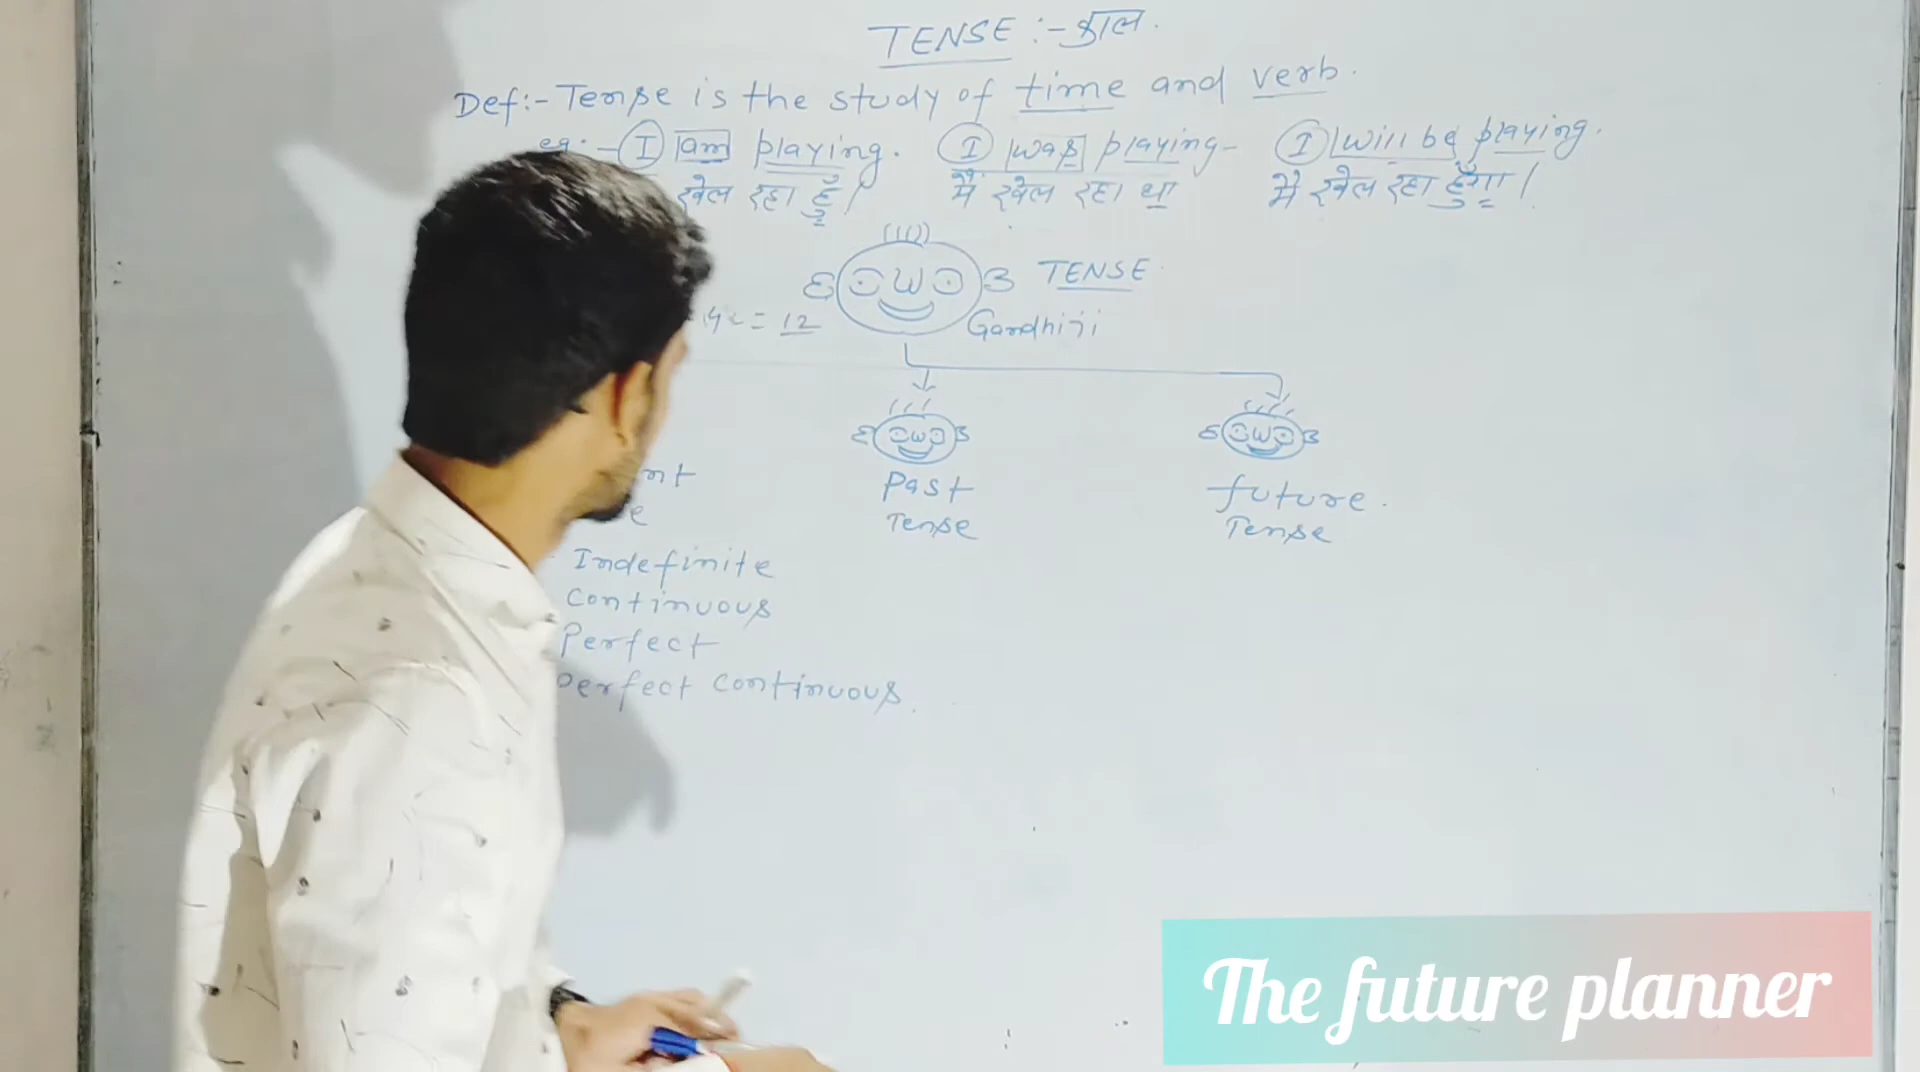 TENSE :- काल.
Def:- Tense is the study of time and verb.
eg. - I am playing. I was playing- I will be playing.
खेल रहा हूँ। मैं खेल रहा था मैं खेल रहा हूँगा।
TENSE
= 12
Gandhiji
Past
Tense
future.
Tense
Indefinite
Continuous
Perfect
Perfect Continuous.
The future planner